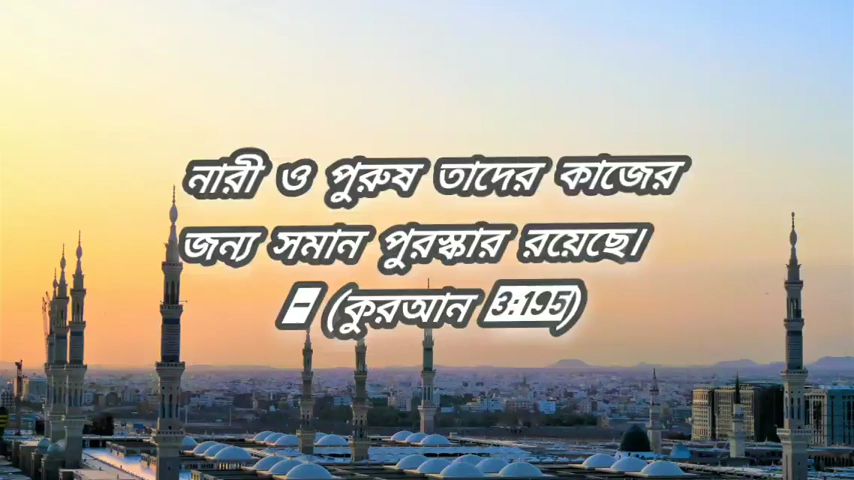 নারী ও পুরুষ তাদের কাজের
জন্য সমান পুরস্কার রয়েছে।
- (কুরআন 3:195)